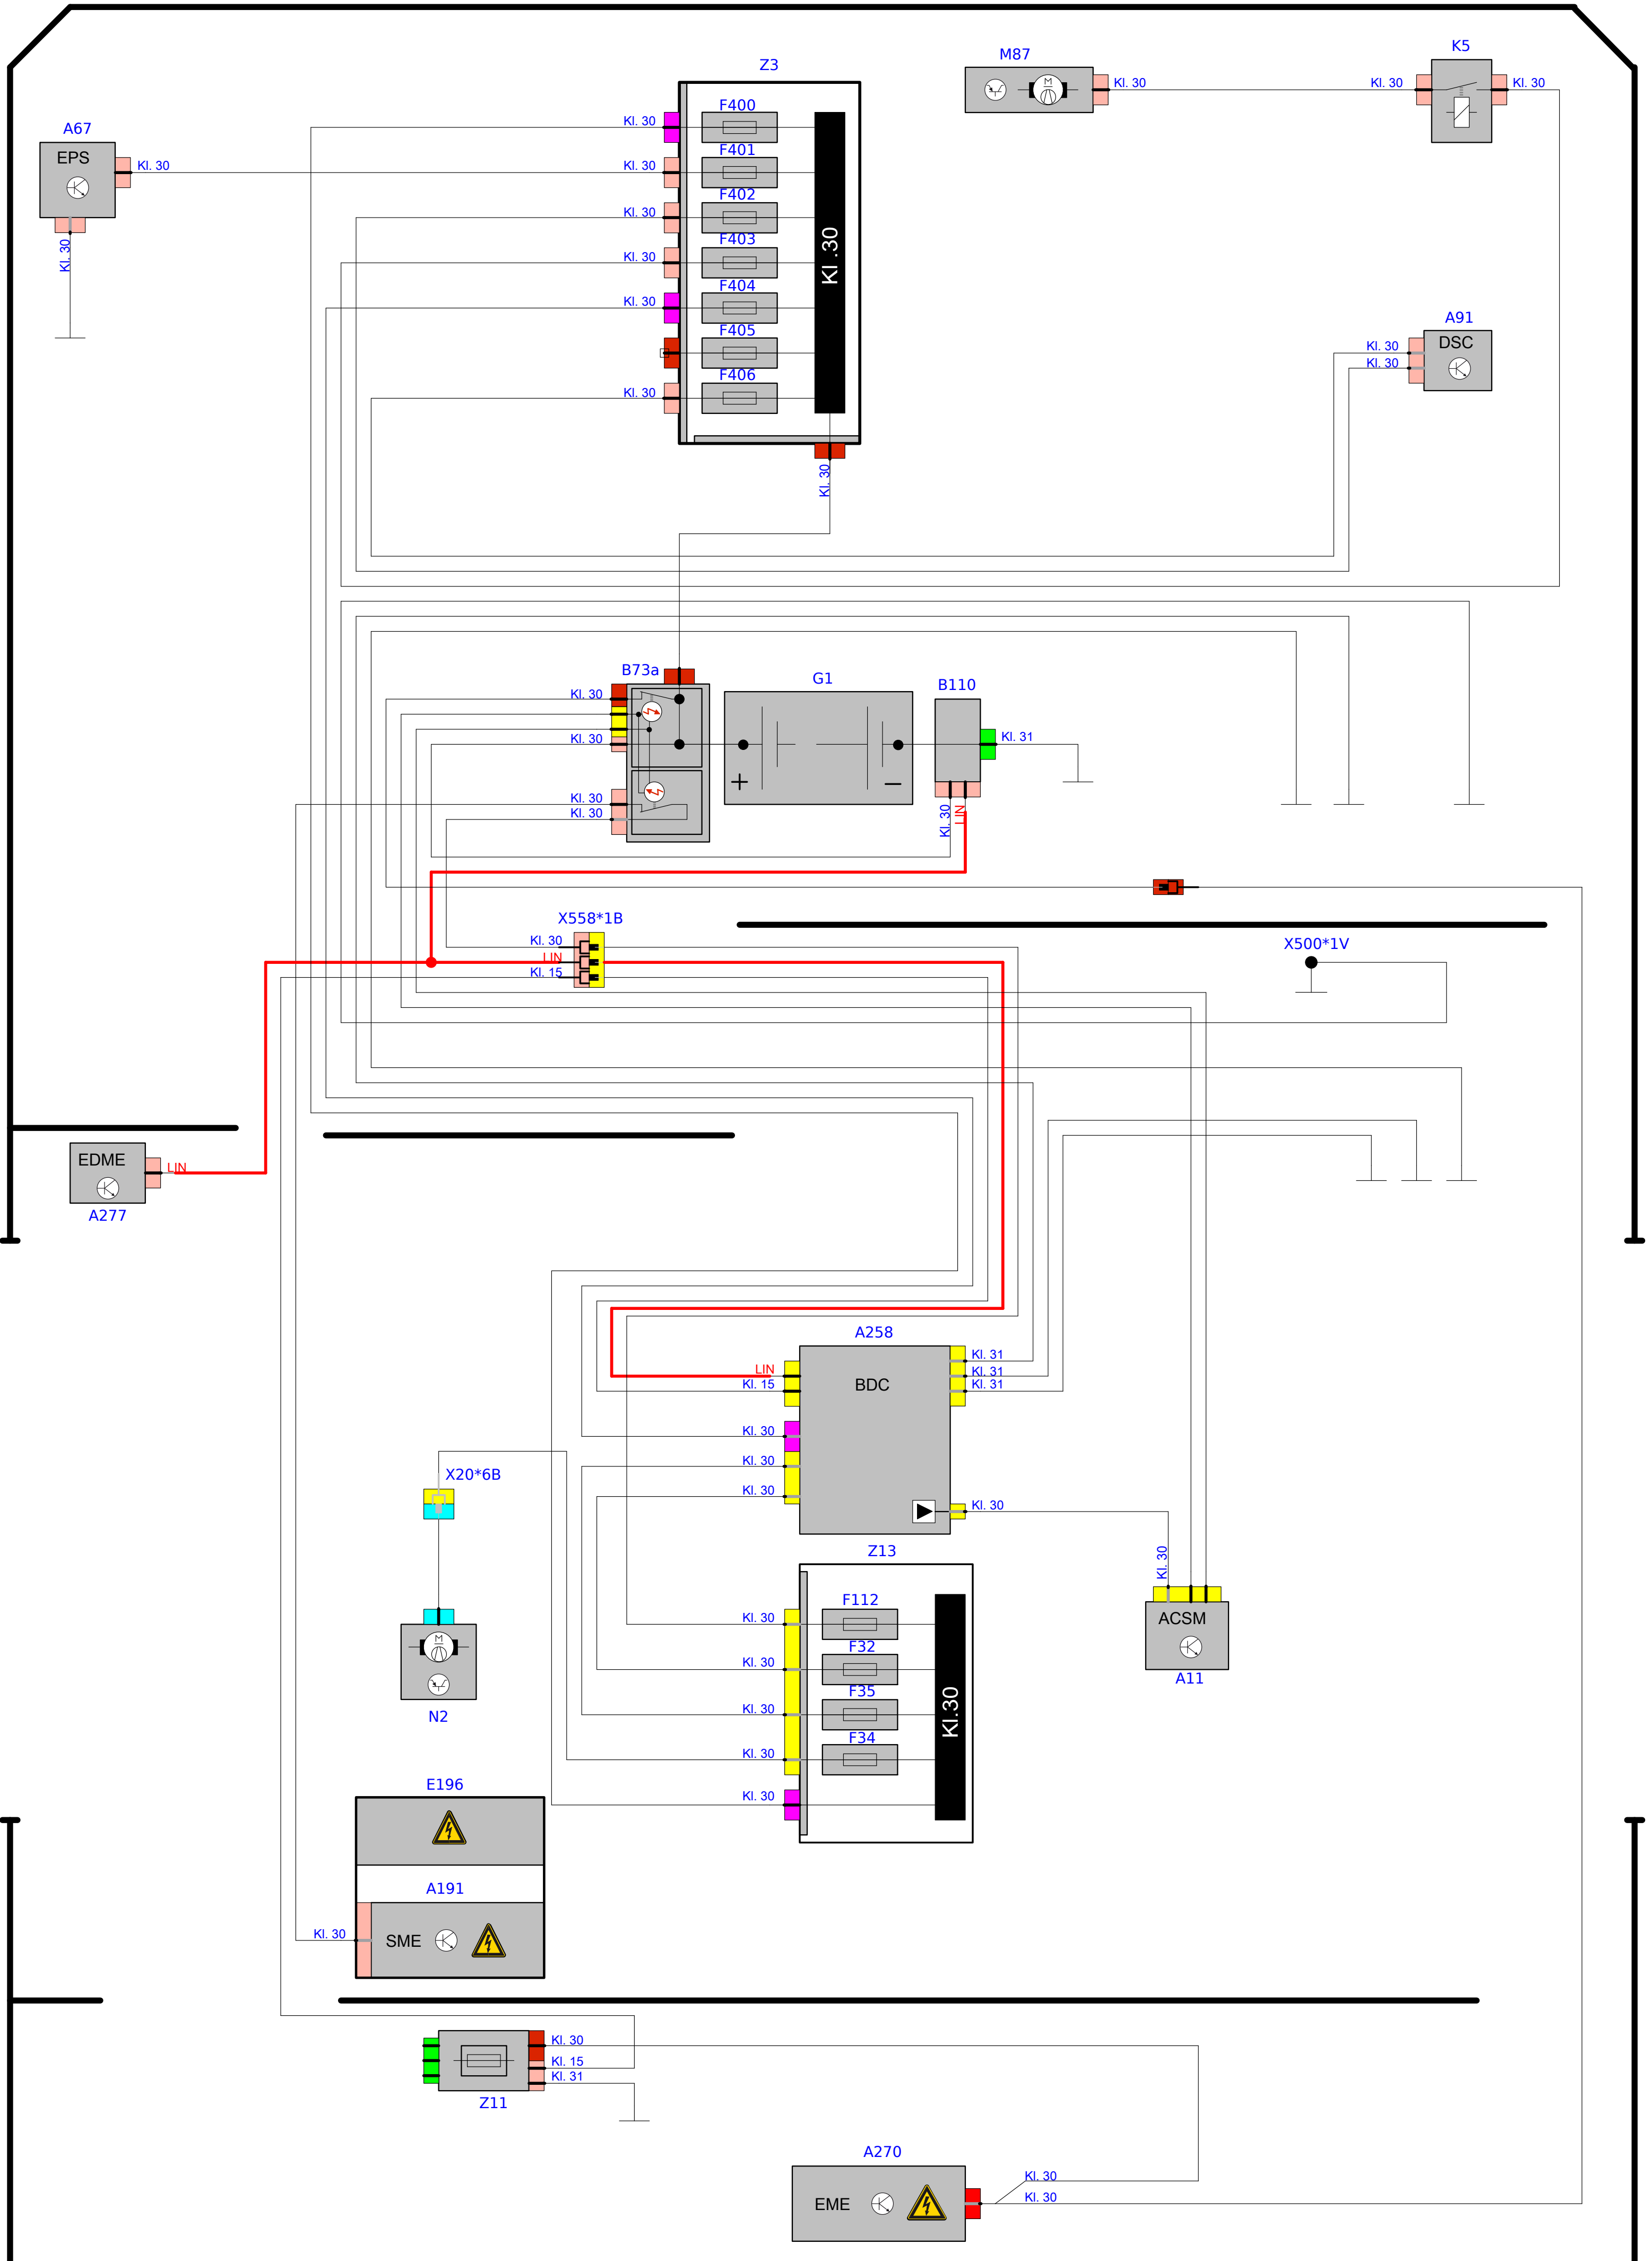 M87
K5
Z3
Kl. 30
Kl. 30
Kl. 30
F400
A67
Kl. 30
EPS
F401
Kl. 30
Kl. 30
F402
Kl. 30
Kl. 30
F403
Kl. 30
Kl .30
F404
Kl. 30
A91
F405
DSC
Kl. 30
Kl. 30
F406
Kl. 30
Kl. 30
B73a
G1
B110
Kl. 30
Kl. 30
Kl. 31
+
−
Kl. 30
Kl. 30
Kl. 30
LIN
X558*1B
Kl. 30
LIN
Kl. 15
X500*1V
EDME
LIN
A277
A258
BDC
LIN
Kl. 15
Kl. 31
Kl. 31
Kl. 31
Kl. 30
Kl. 30
Kl. 30
Kl. 30
X20*6B
Kl. 30
Z13
F112
Kl. 30
ACSM
M
F32
Kl. 30
A11
F35
Kl. 30
Kl.30
N2
F34
Kl. 30
Kl. 30
E196
A191
Kl. 30
SME
Kl. 30
Kl. 15
Kl. 31
Z11
A270
Kl. 30
Kl. 30
EME